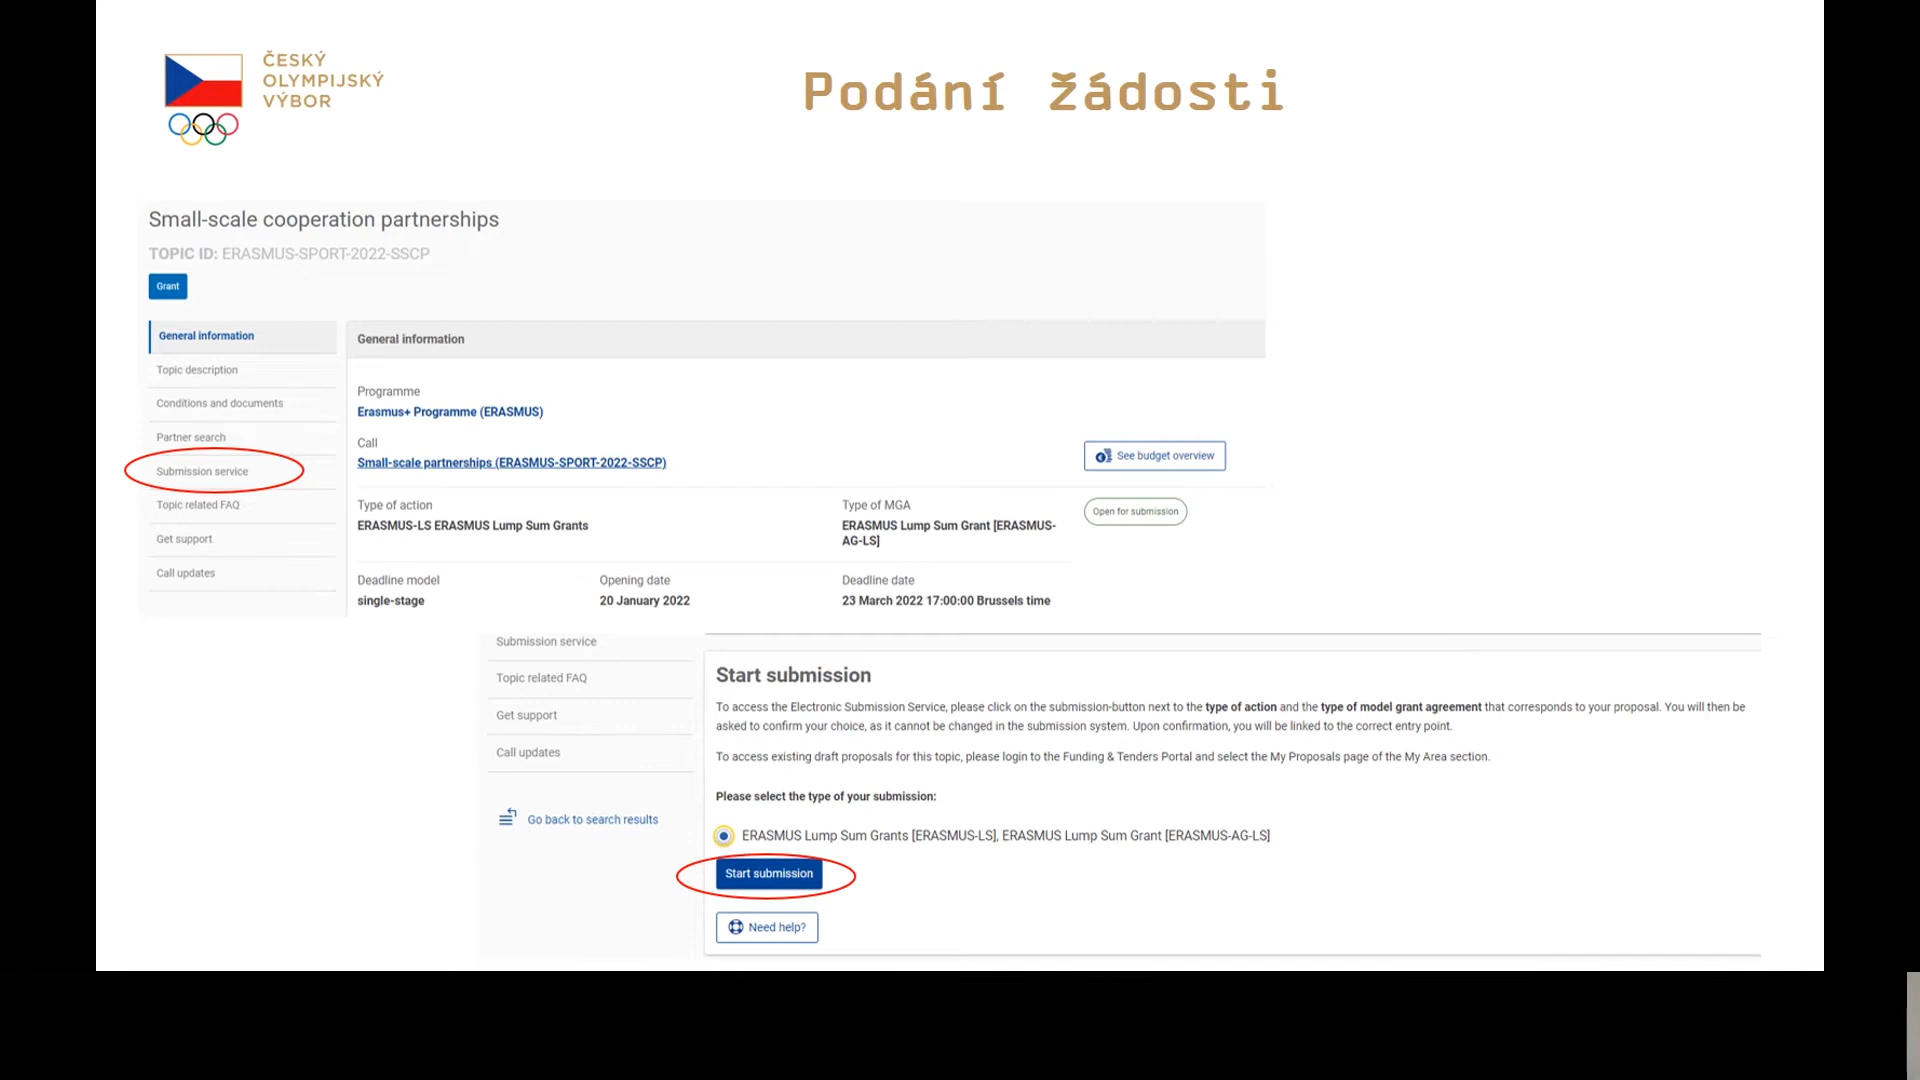 ČESKÝ
OLYMPIJSKÝ
VÝBOR
Podání žádosti
Small-scale cooperation partnerships
TOPIC ID: ERASMUS-SPORT-2022-SSCP
Grant
General information
Topic description
Conditions and documents
Partner search
Submission service
Topic related FAQ
Get support
Call updates
General information
Programme
Erasmus+ Programme (ERASMUS)
Call
Small-scale partnerships (ERASMUS-SPORT-2022-SSCP)
See budget overview
Type of action
ERASMUS-LS ERASMUS Lump Sum Grants
Type of MGA
ERASMUS Lump Sum Grant [ERASMUS-
AG-LS]
Open for submission
Deadline model
single-stage
Opening date
20 January 2022
Deadline date
23 March 2022 17:00:00 Brussels time
Submission service
Topic related FAQ
Get support
Call updates
Go back to search results
Start submission
To access the Electronic Submission Service, please click on the submission-button next to the type of action and the type of model grant agreement that corresponds to your proposal. You will then be
asked to confirm your choice, as it cannot be changed in the submission system. Upon confirmation, you will be linked to the correct entry point.
To access existing draft proposals for this topic, please login to the Funding & Tenders Portal and select the My Proposals page of the My Area section.
Please select the type of your submission:
ERASMUS Lump Sum Grants [ERASMUS-LS], ERASMUS Lump Sum Grant [ERASMUS-AG-LS]
Start submission
Need help?